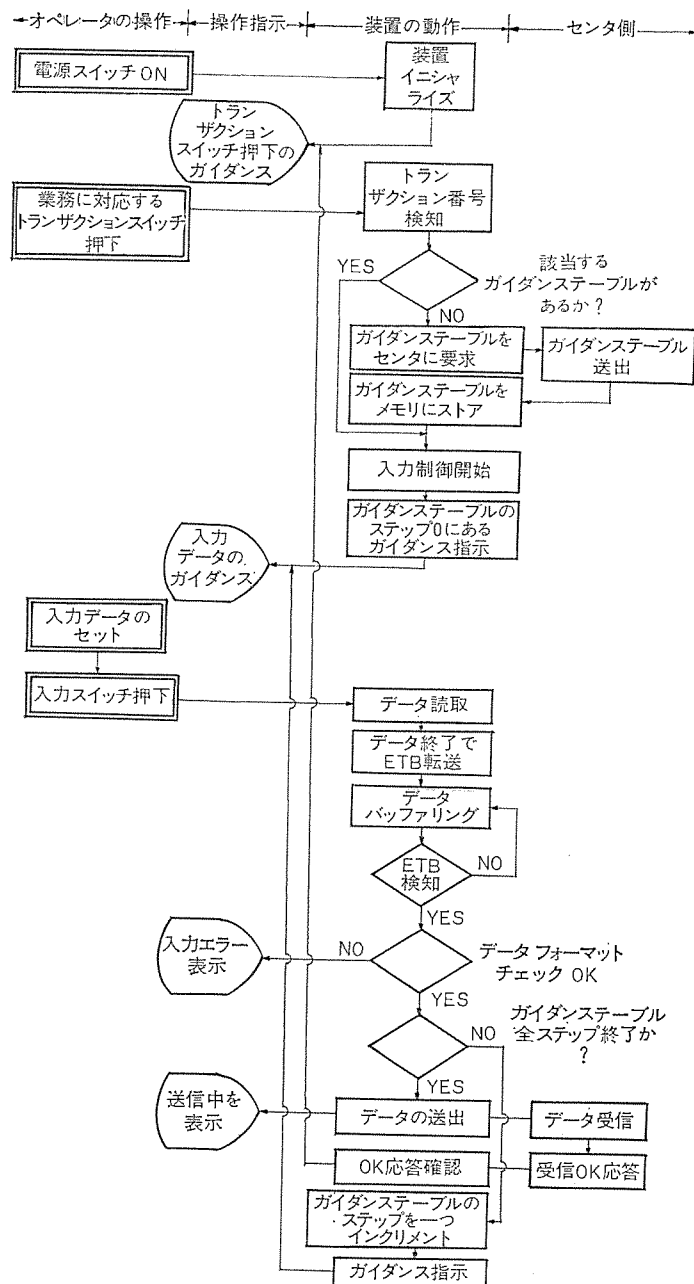 オペレータの操作
操作指示
装置の動作
センタ側
電源スイッチON
装置
イニシャ
ライズ
トラン
ザクション
スイッチ押下の
ガイダンス
業務に対応する
トランザクションスイッチ
押下
トラン
ザクション番号
検知
YES
該当する
ガイダンステーブルが
あるか?
NO
ガイダンステーブルを
センタに要求
ガイダンステーブル
送出
ガイダンステーブルを
メモリにストア
入力制御開始
ガイダンステーブルの
ステップ0にある
ガイダンス指示
入力
データの
ガイダンス
入力データの
セット
入力スイッチ押下
データ読取
データ終了で
ETB転送
データ
バッファリング
ETB
検知
NO
YES
入力エラー
表示
NO
データフォーマット
チェックOK
YES
ガイダンステーブル
全ステップ終了か
?
NO
YES
送信中を
表示
データの送出
データ受信
OK応答確認
受信OK応答
ガイダンステーブルの
ステップを一つ
インクリメント
ガイダンス指示